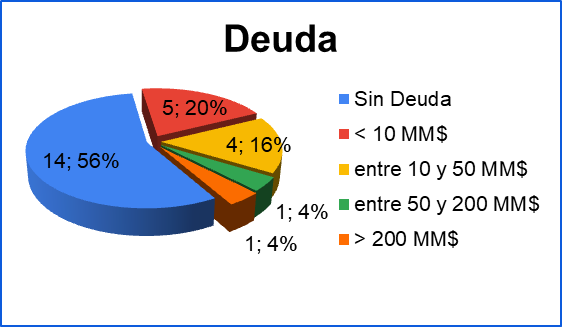 Deuda
5; 20%
4; 16%
14; 56%
1; 4%
1; 4%
Sin Deuda
< 10 MM$
entre 10 y 50 MM$
entre 50 y 200 MM$
> 200 MM$